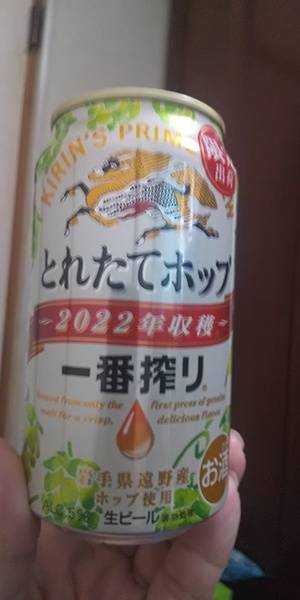 KIRIN'S PRIME
とれたてホップ
2022年収穫
一番搾り
®
from only the
first press of
malt for a crisp,
delicious flavor.
岩手県遠野産
ホップ使用
お酒
生ビール